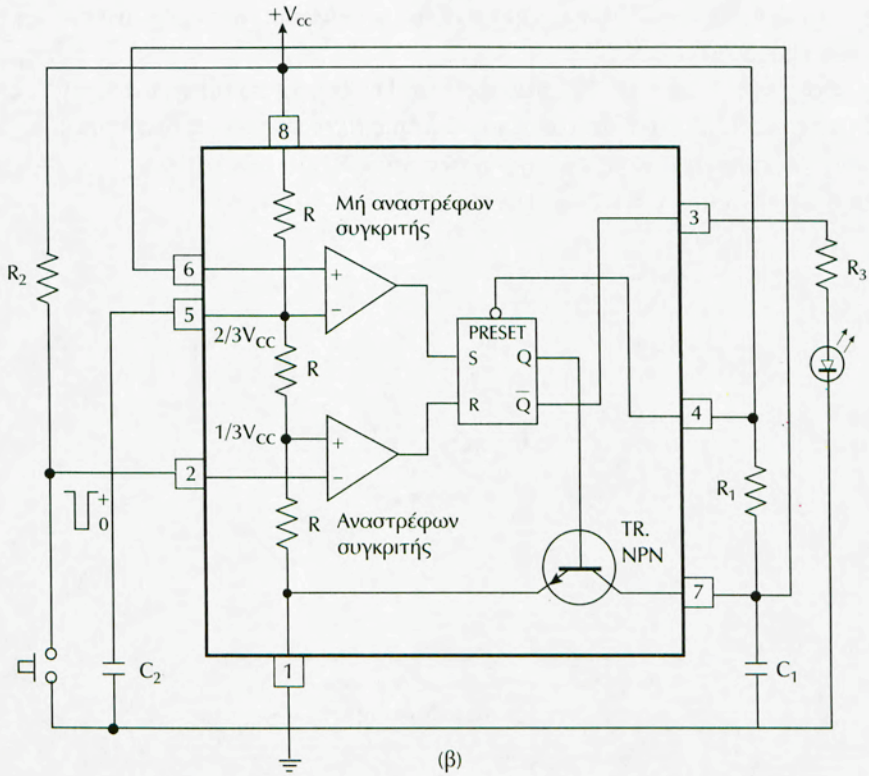 +Vcc
8
Μή αναστρέφων
συγκριτής
R
3
6
+
R2
R3
5
−
PRESET
2/3Vcc
S
Q
R
R
Q̅
4
1/3Vcc
+
2
−
R1
+
0
R
Αναστρέφων
συγκριτής
TR.
NPN
7
1
C2
C1
(β)